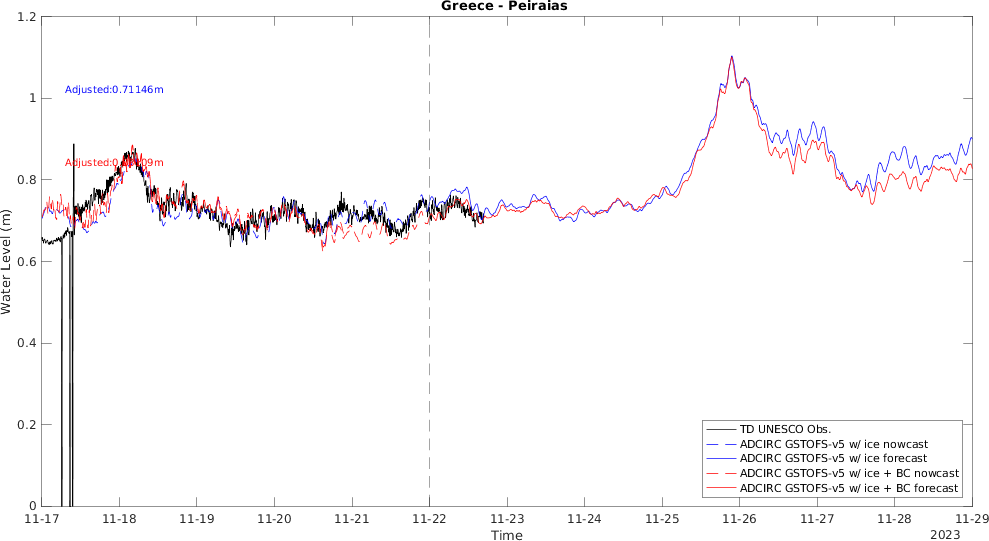 Greece - Peiraias
1.2
1
0.8
0.6
0.4
0.2
0
Water Level (m)
Adjusted:0.71146m
TD UNESCO Obs.
ADCIRC GSTOFS-v5 w/ ice nowcast
ADCIRC GSTOFS-v5 w/ ice forecast
ADCIRC GSTOFS-v5 w/ ice + BC nowcast
ADCIRC GSTOFS-v5 w/ ice + BC forecast
11-17 11-18 11-19 11-20 11-21 11-22 11-23 11-24 11-25 11-26 11-27 11-28 11-29
Time
2023